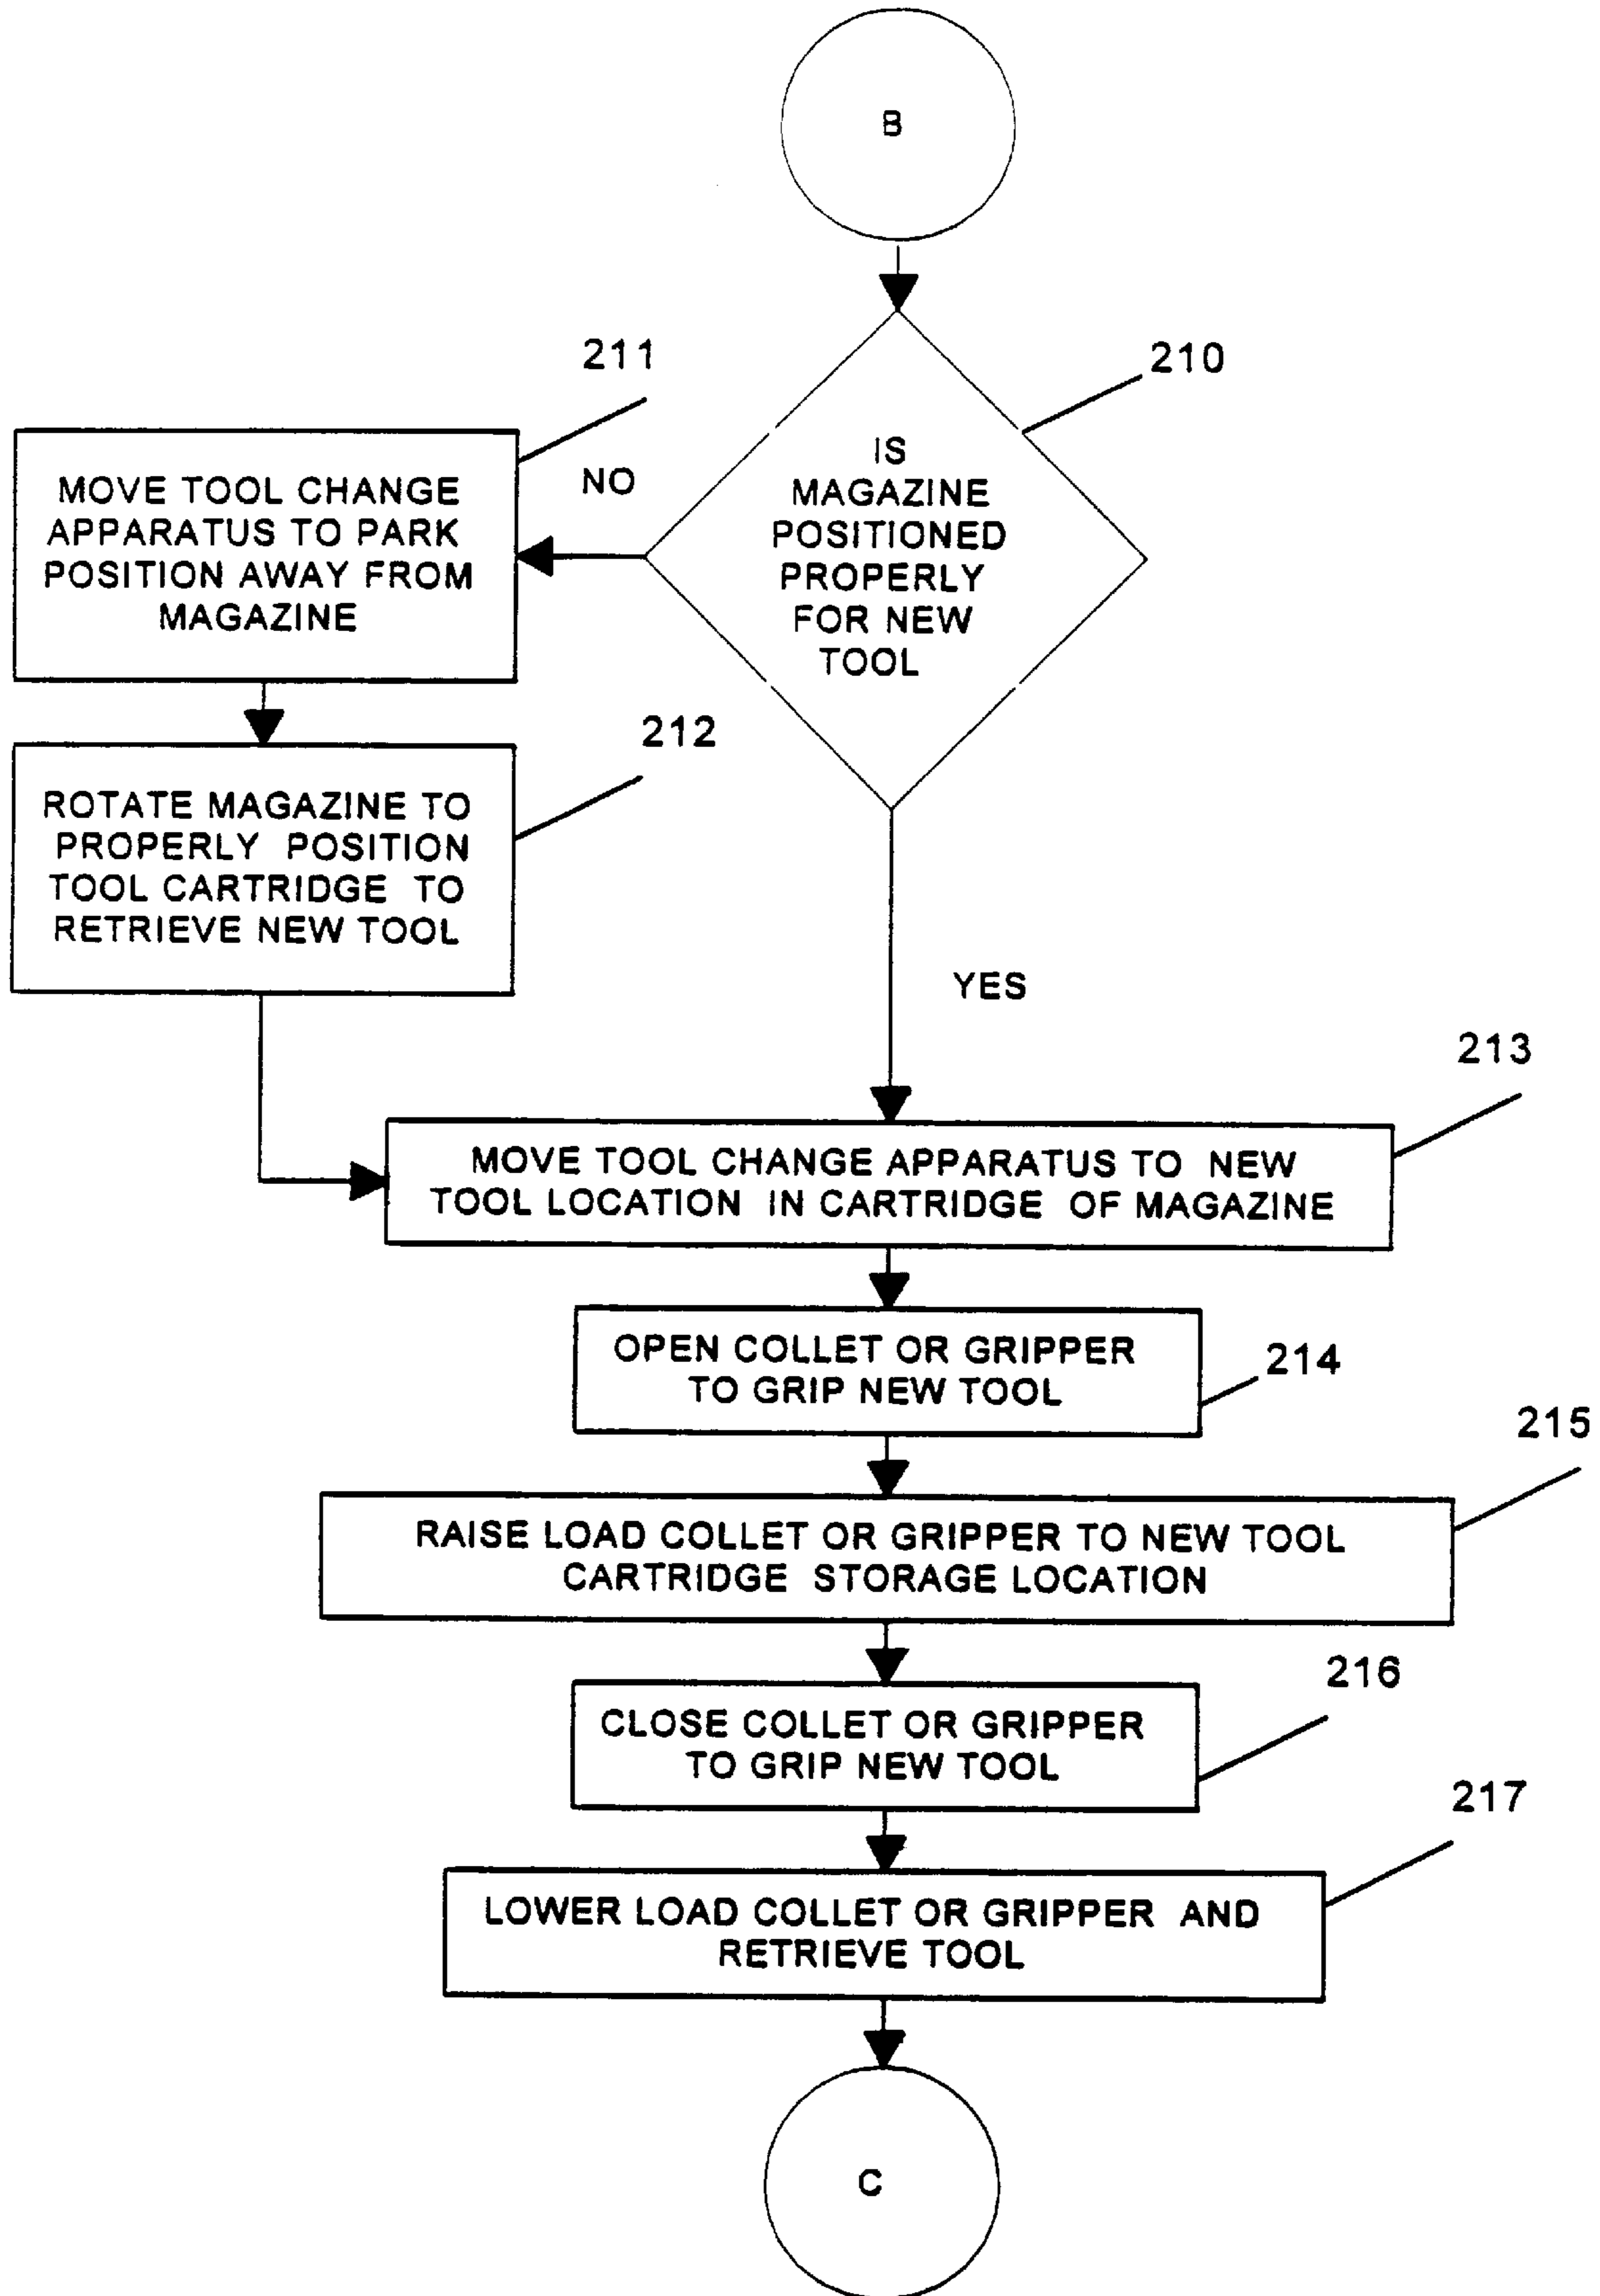 B
210
IS
MAGAZINE
POSITIONED
PROPERLY
FOR NEW
TOOL
NO
211
MOVE TOOL CHANGE
APPARATUS TO PARK
POSITION AWAY FROM
MAGAZINE
212
ROTATE MAGAZINE TO
PROPERLY POSITION
TOOL CARTRIDGE TO
RETRIEVE NEW TOOL
YES
213
MOVE TOOL CHANGE APPARATUS TO NEW
TOOL LOCATION IN CARTRIDGE OF MAGAZINE
OPEN COLLET OR GRIPPER
TO GRIP NEW TOOL
214
215
RAISE LOAD COLLET OR GRIPPER TO NEW TOOL
CARTRIDGE STORAGE LOCATION
216
CLOSE COLLET OR GRIPPER
TO GRIP NEW TOOL
217
LOWER LOAD COLLET OR GRIPPER AND
RETRIEVE TOOL
C